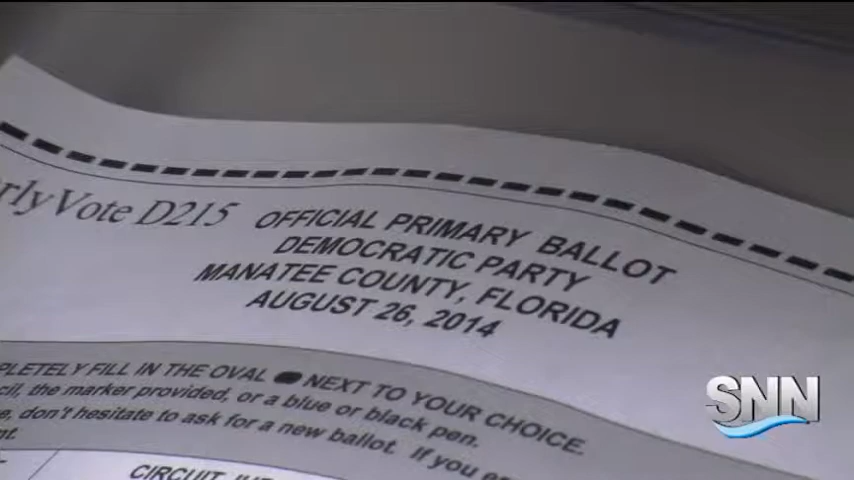 rlyVote D215
OFFICIAL PRIMARY BALLOT
DEMOCRATIC PARTY
MANATEE COUNTY, FLORIDA
AUGUST 26, 2014
PLETELY FILL IN THE OVAL NEXT TO YOUR CHOICE.
cil, the marker provided, or a blue or black pen.
e, don't hesitate to ask for a new ballot. If you
nt.
CIRCUIT
SNN